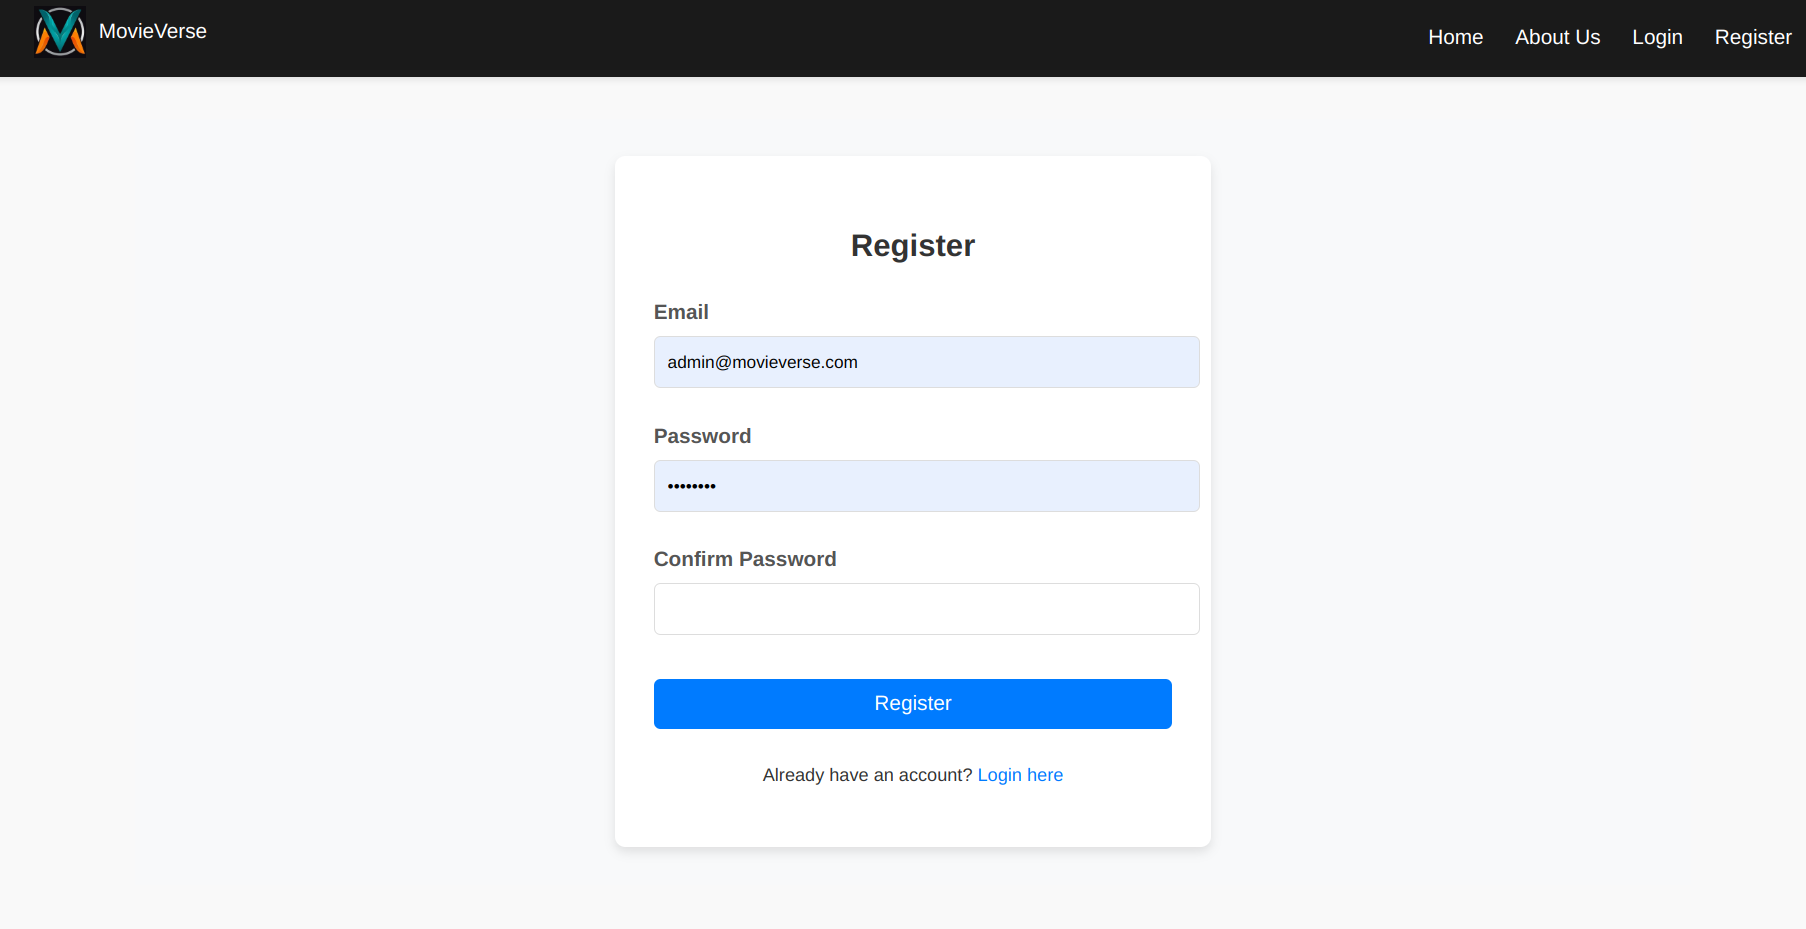 MovieVerse
Home About Us Login Register
Register
Email
admin@movieverse.com
Password
••••••••
Confirm Password
Register
Already have an account? Login here